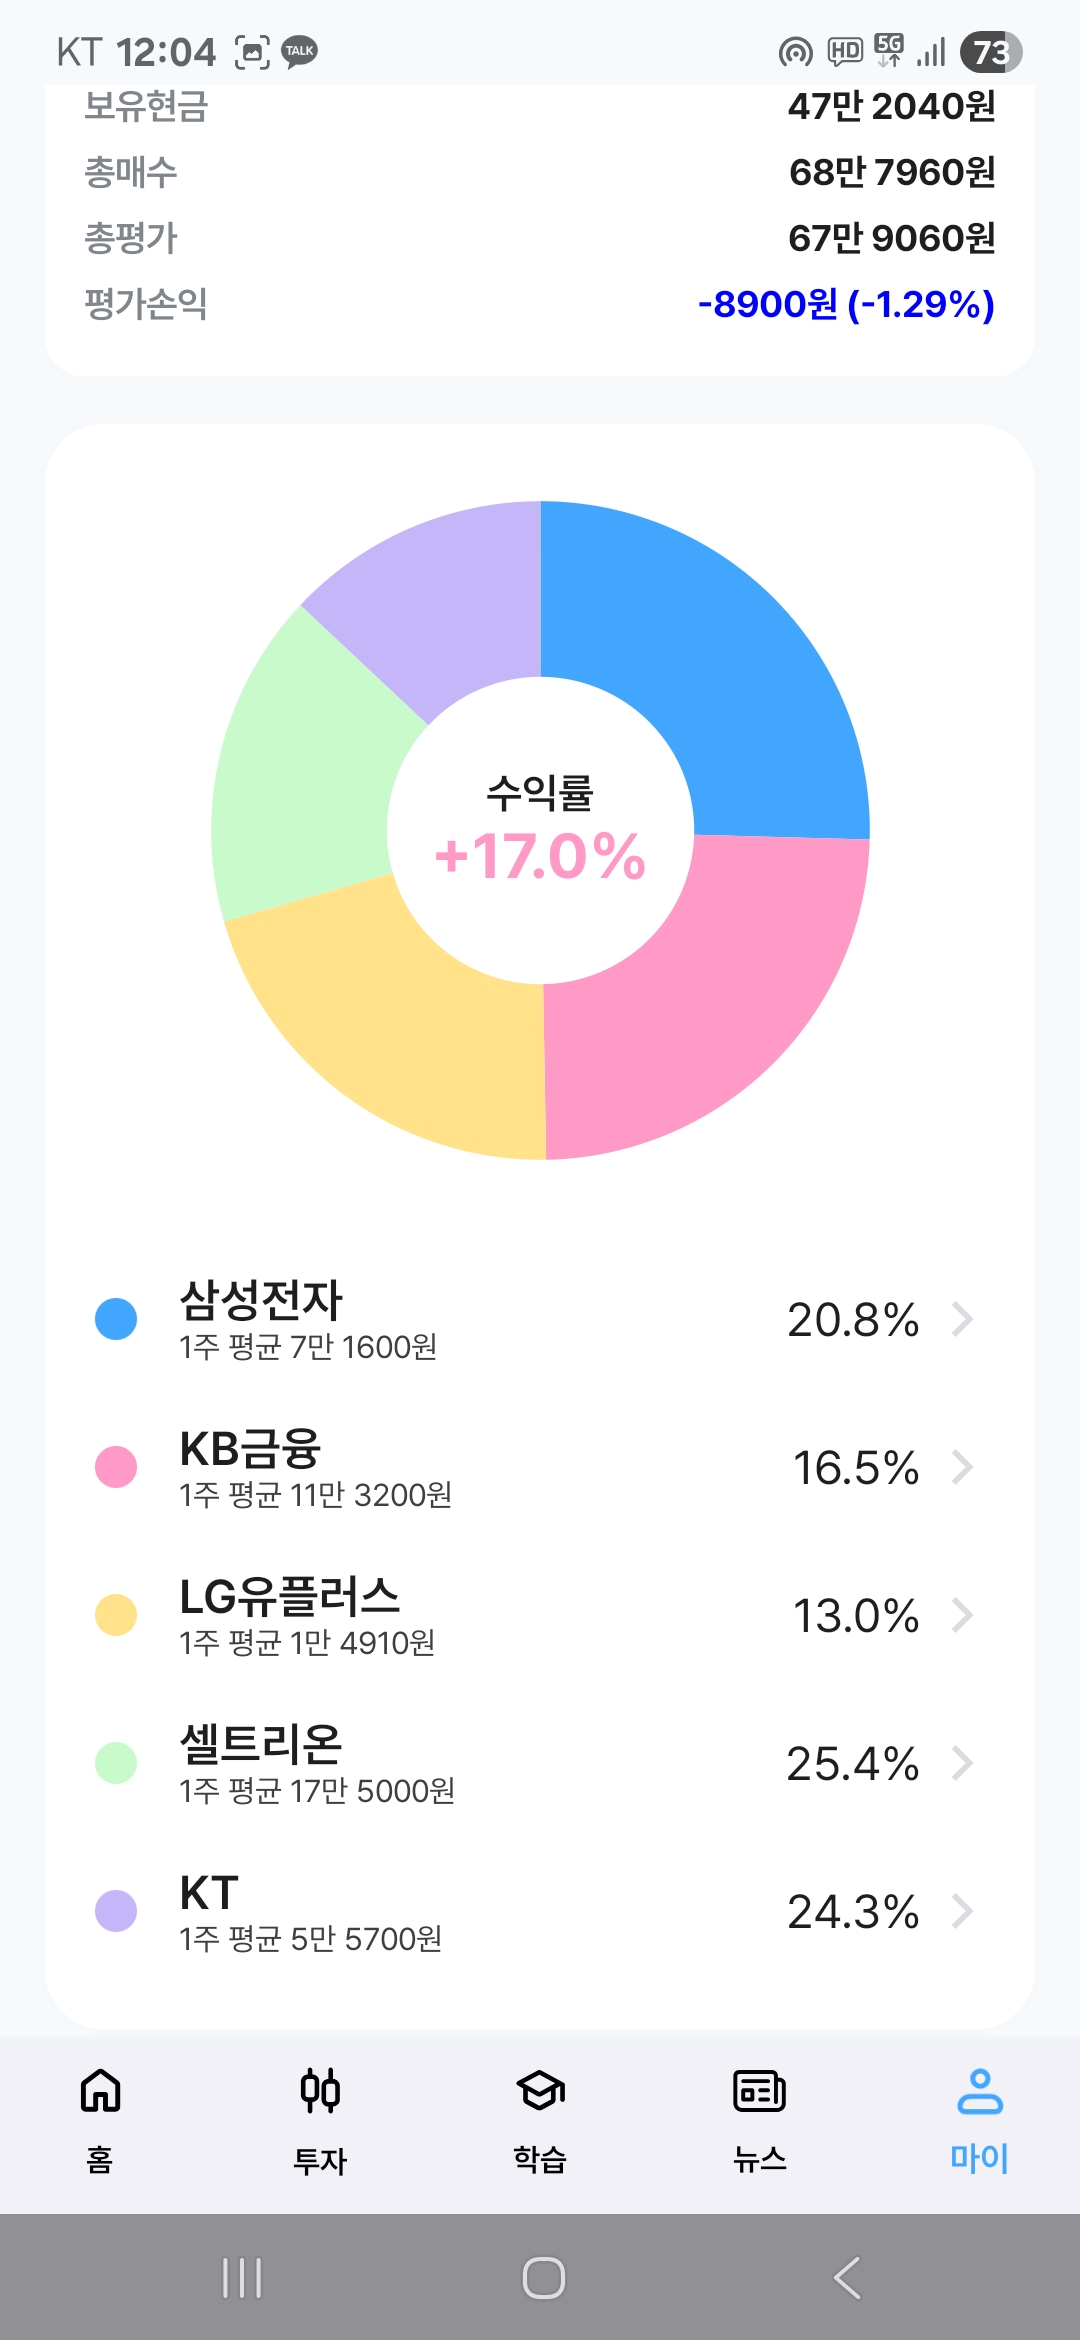 KT 12:04 TALK HD 5G 73
보유현금 47만 2040원
총매수 68만 7960원
총평가 67만 9060원
평가손익 -8900원 (-1.29%)
수익률
+17.0%
삼성전자
1주 평균 7만 1600원
20.8%
KB금융
1주 평균 11만 3200원
16.5%
LG유플러스
1주 평균 1만 4910원
13.0%
셀트리온
1주 평균 17만 5000원
25.4%
KT
1주 평균 5만 5700원
24.3%
홈 투자 학습 뉴스 마이